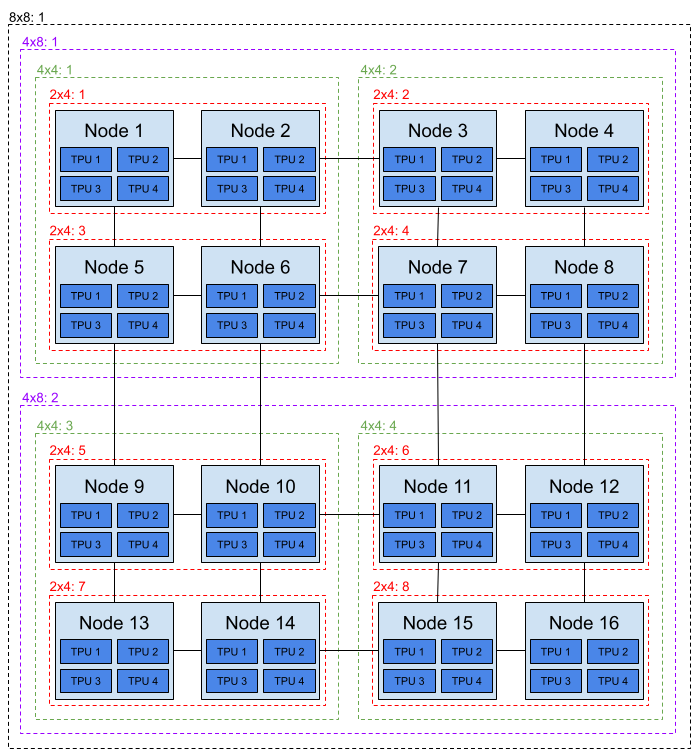 8x8: 1
4x8: 1
4x4: 1 4x4: 2
2x4: 1 2x4: 2
Node 1 Node 2 Node 3 Node 4
TPU 1 TPU 2 TPU 1 TPU 2 TPU 1 TPU 2 TPU 1 TPU 2
TPU 3 TPU 4 TPU 3 TPU 4 TPU 3 TPU 4 TPU 3 TPU 4
2x4: 3 2x4: 4
Node 5 Node 6 Node 7 Node 8
TPU 1 TPU 2 TPU 1 TPU 2 TPU 1 TPU 2 TPU 1 TPU 2
TPU 3 TPU 4 TPU 3 TPU 4 TPU 3 TPU 4 TPU 3 TPU 4
4x8: 2
4x4: 3 4x4: 4
2x4: 5 2x4: 6
Node 9 Node 10 Node 11 Node 12
TPU 1 TPU 2 TPU 1 TPU 2 TPU 1 TPU 2 TPU 1 TPU 2
TPU 3 TPU 4 TPU 3 TPU 4 TPU 3 TPU 4 TPU 3 TPU 4
2x4: 7 2x4: 8
Node 13 Node 14 Node 15 Node 16
TPU 1 TPU 2 TPU 1 TPU 2 TPU 1 TPU 2 TPU 1 TPU 2
TPU 3 TPU 4 TPU 3 TPU 4 TPU 3 TPU 4 TPU 3 TPU 4